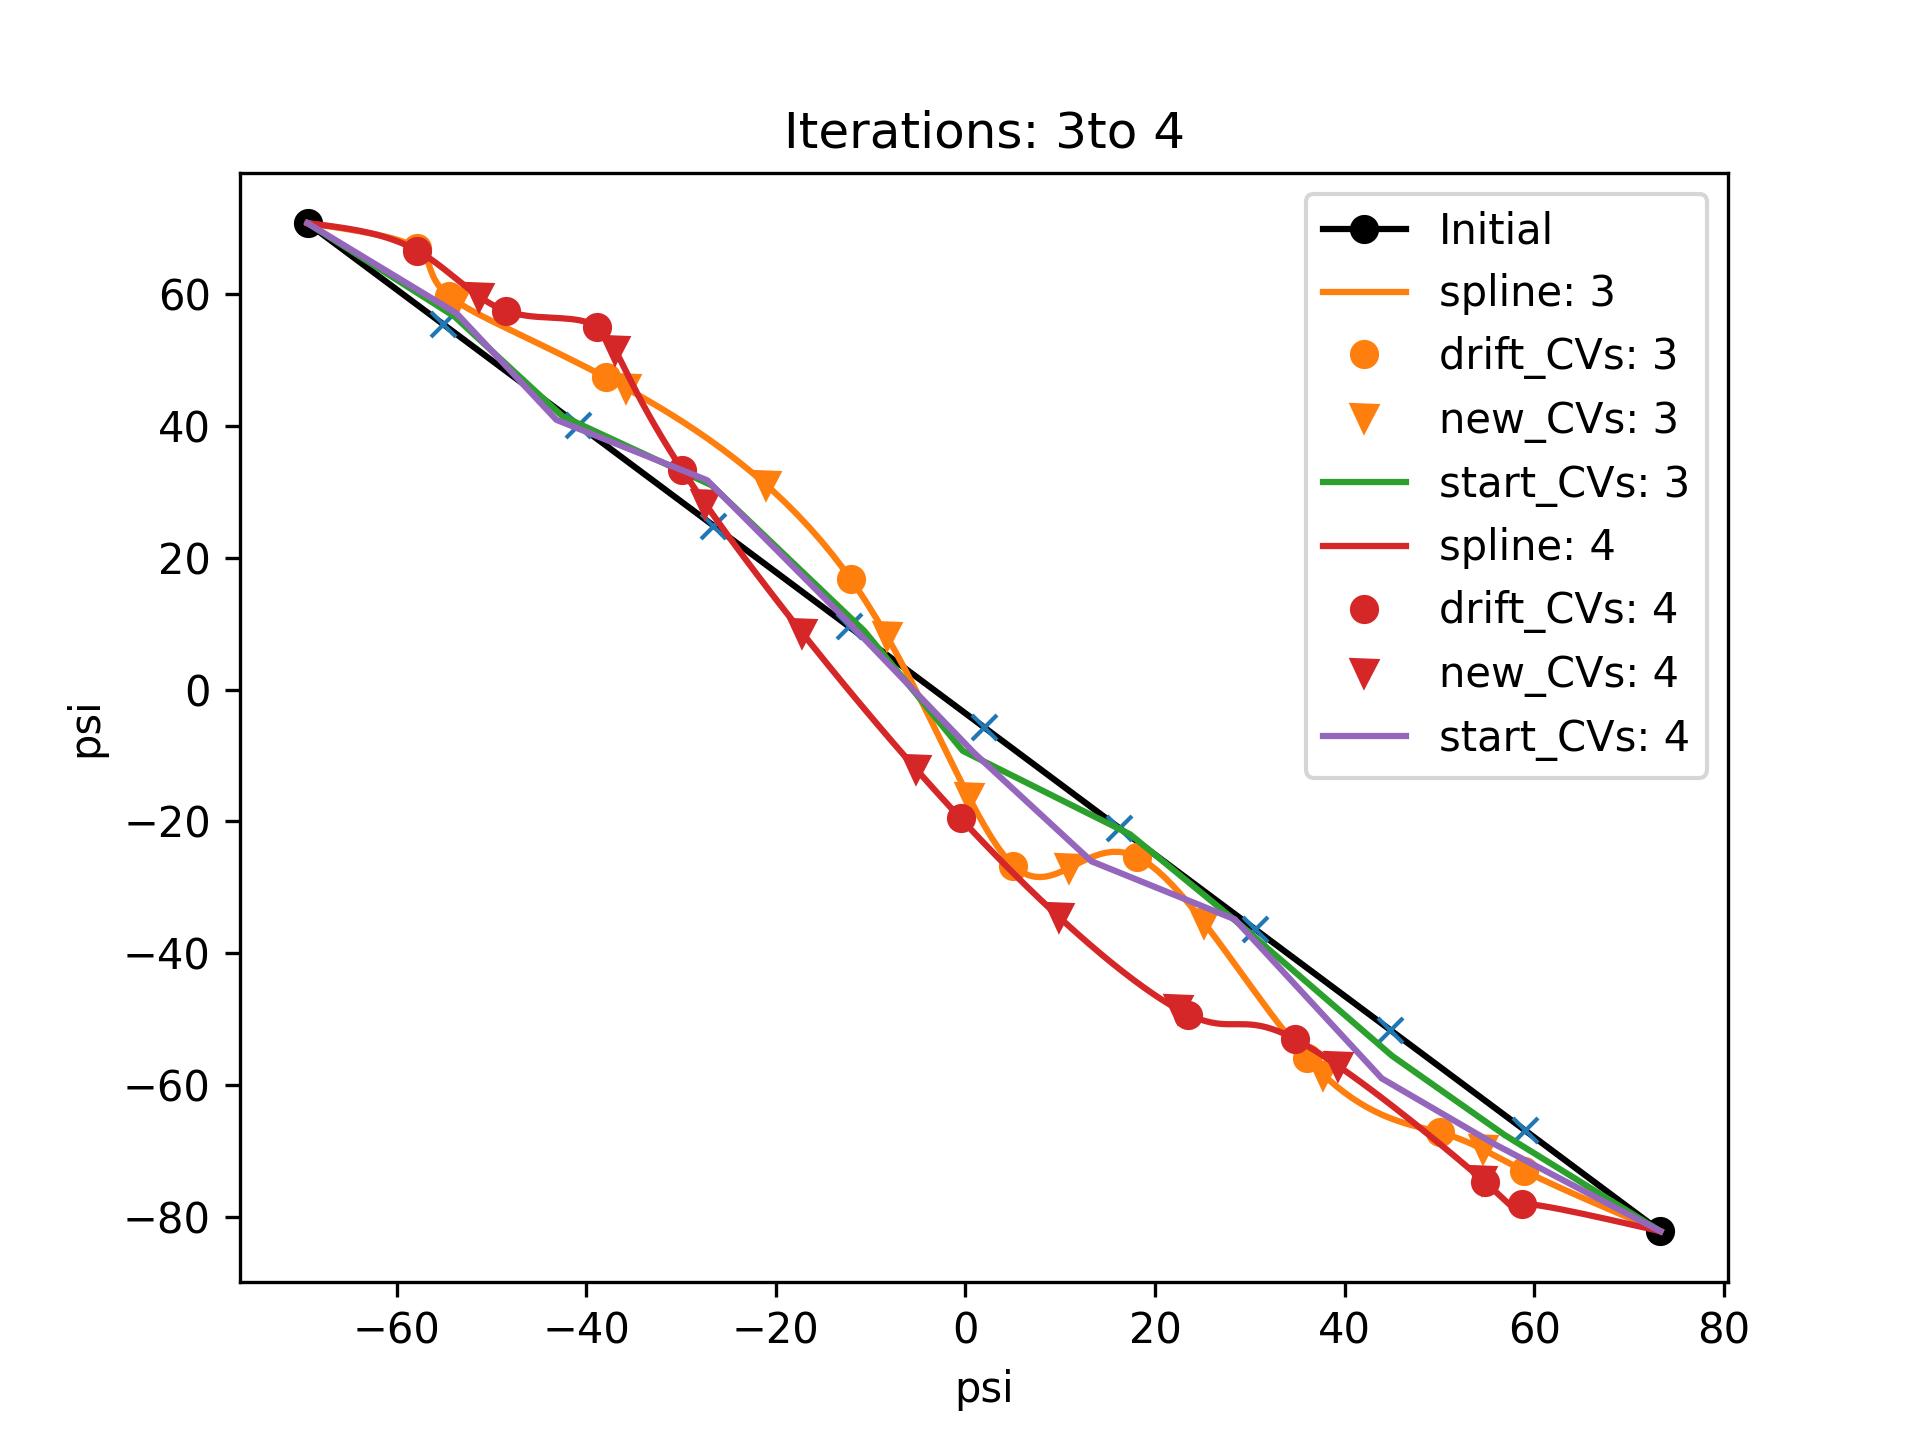 Iterations: 3to 4
Initial
spline: 3
drift_CVs: 3
new_CVs: 3
start_CVs: 3
spline: 4
drift_CVs: 4
new_CVs: 4
start_CVs: 4
60
40
20
0
−20
−40
−60
−80
psi
−60 −40 −20 0 20 40 60 80
psi